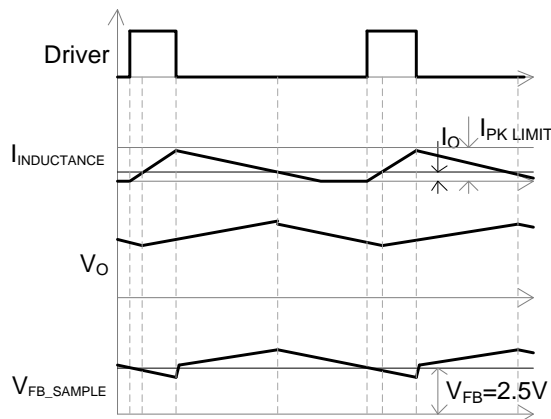 Driver
I_INDUCTANCE
I_O
I_PK LIMIT
V_O
V_FB_SAMPLE
V_FB=2.5V